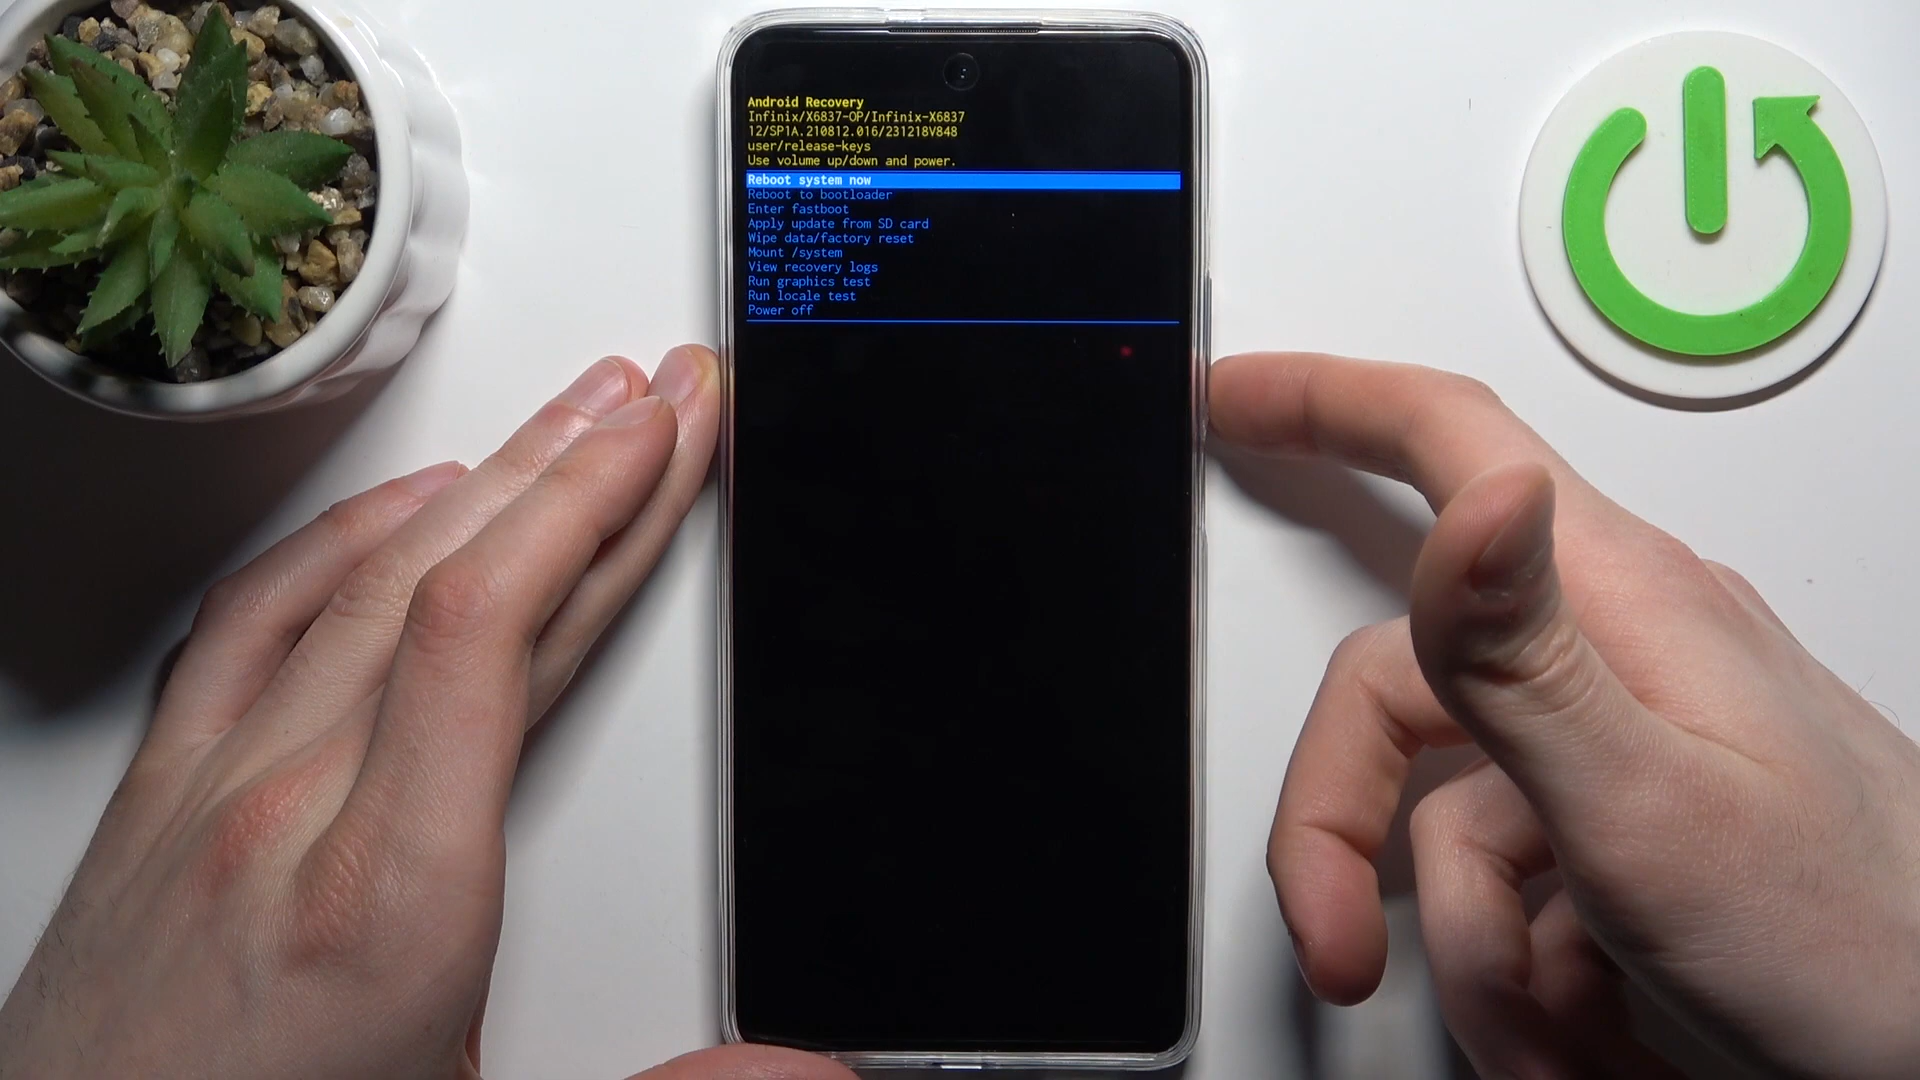 Android Recovery
Infinix/X6837-OP/Infinix-X6837
12/SP1A.210812.016/231218V848
user/release-keys
Use volume up/down and power.
Reboot system now
Reboot to bootloader
Enter fastboot
Apply update from SD card
Wipe data/factory reset
Mount /system
View recovery logs
Run graphics test
Run locale test
Power off